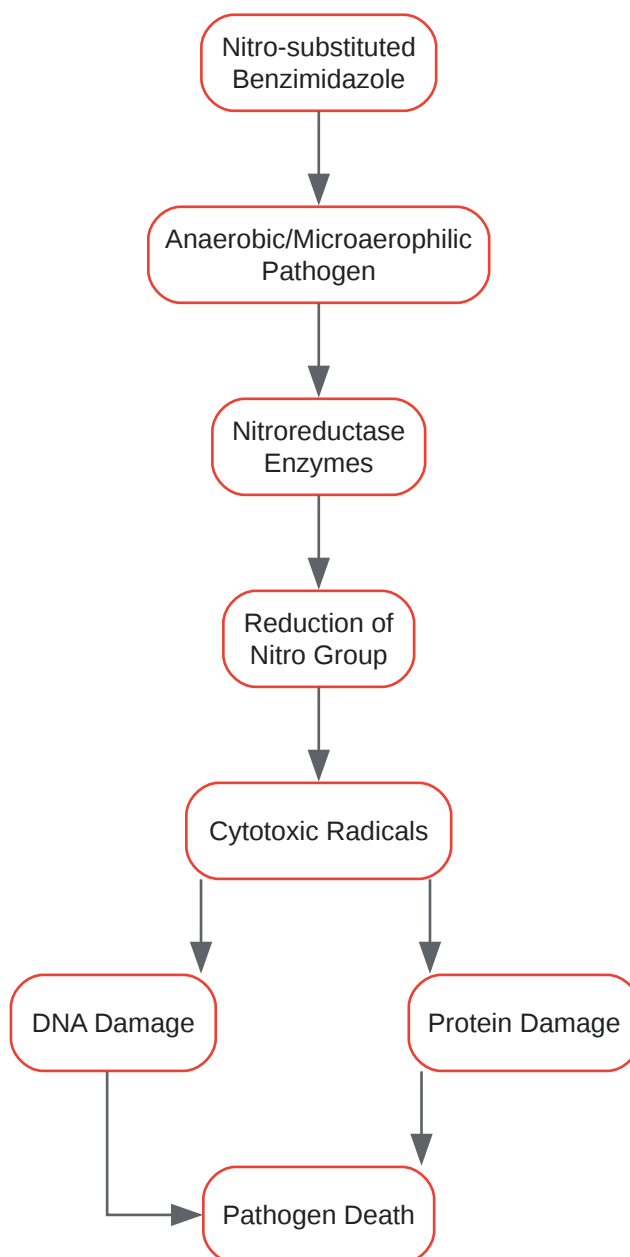 Nitro-substituted
Benzimidazole
Anaerobic/Microaerophilic
Pathogen
Nitroreductase
Enzymes
Reduction of
Nitro Group
Cytotoxic Radicals
DNA Damage
Protein Damage
Pathogen Death